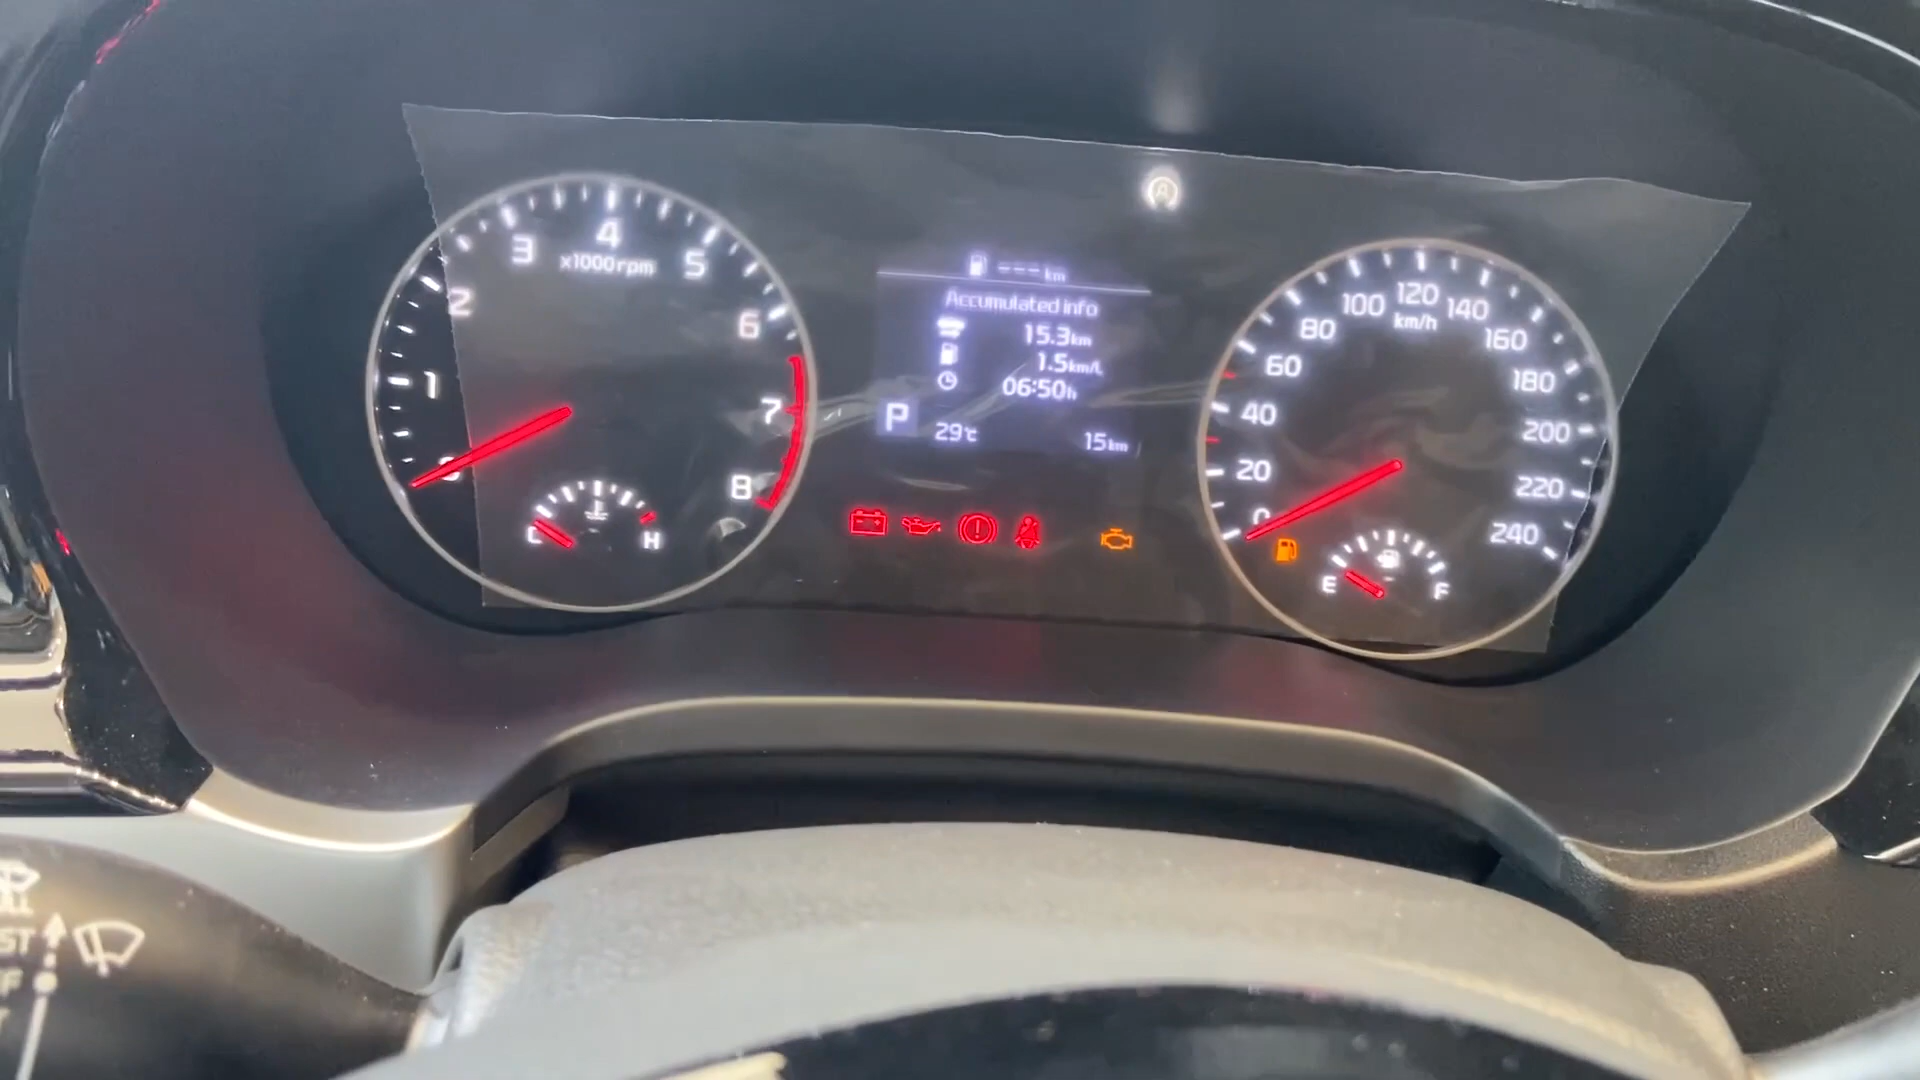 4
3
5
x1000rpm
2
6
1
7
8
C
H
--- km
Accumulated info
15.3km
1.5km/L
06:50h
P
29℃
15km
A
120
100
140
km/h
80
160
60
180
40
200
20
220
0
240
E
F